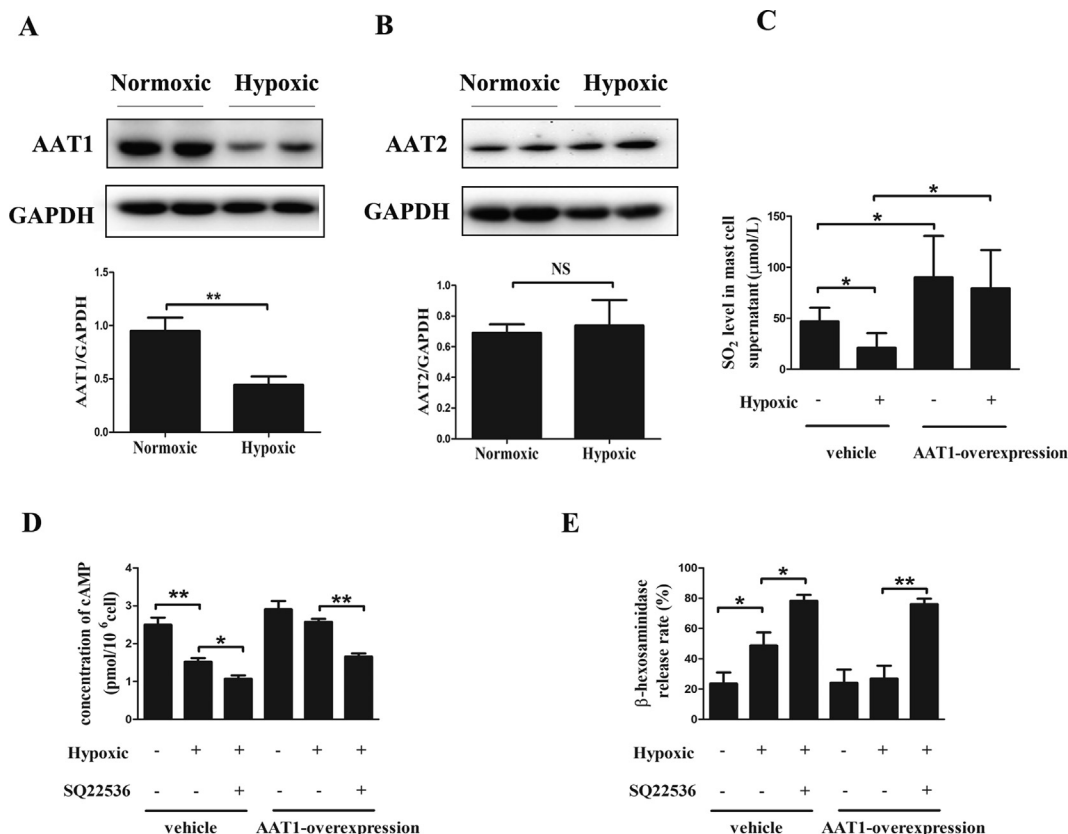 A
Normoxic Hypoxic
AAT1
GAPDH
AAT1/GAPDH
1.5
1.0
0.5
0.0
**
Normoxic Hypoxic
B
Normoxic Hypoxic
AAT2
GAPDH
AAT2/GAPDH
1.0
0.8
0.6
0.4
0.2
0.0
NS
Normoxic Hypoxic
C
SO2 level in mast cell
supernatant (μmol/L)
150
100
50
0
* * * 
Hypoxic - + - +
vehicle AAT1-overexpression
D
concentration of cAMP
(pmol/10 6cell)
4
3
2
1
0
** * **
Hypoxic - + + - + +
SQ22536 - - + - - +
vehicle AAT1-overexpression
E
β-hexosaminidase
release rate (%)
100
80
60
40
20
0
* * **
Hypoxic - + + - + +
SQ22536 - - + - - +
vehicle AAT1-overexpression